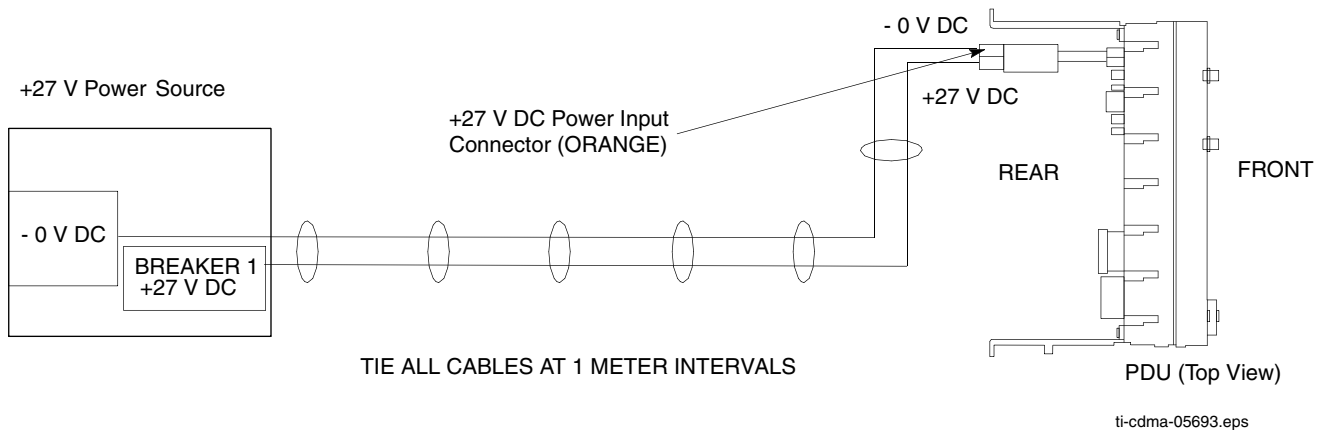 - 0 V DC
+27 V Power Source
+27 V DC
+27 V DC Power Input
Connector (ORANGE)
REAR
FRONT
- 0 V DC
BREAKER 1
+27 V DC
TIE ALL CABLES AT 1 METER INTERVALS
PDU (Top View)
ti-cdma-05693.eps